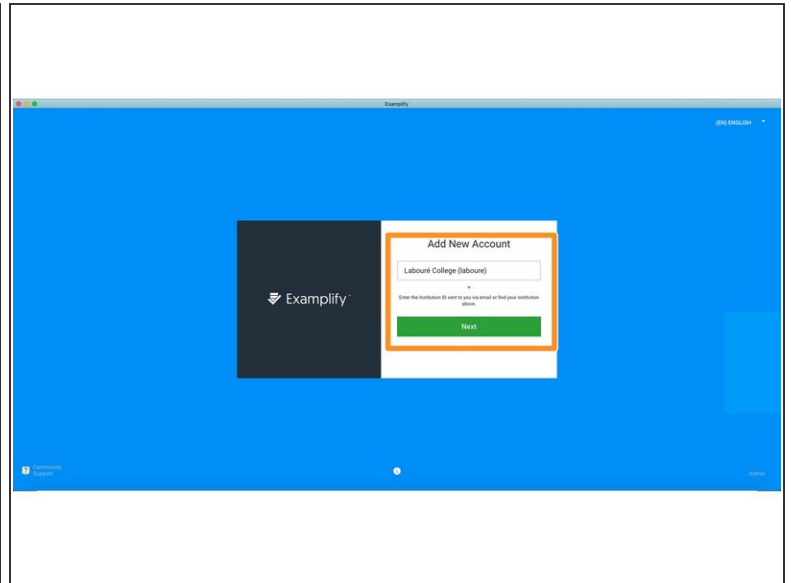 Examplify
(EN) ENGLISH
Add New Account
Labouré College (laboure)
Examplify
Enter the Institution ID sent to you via email or find your institution
above.
Next
Community
Support
Admin